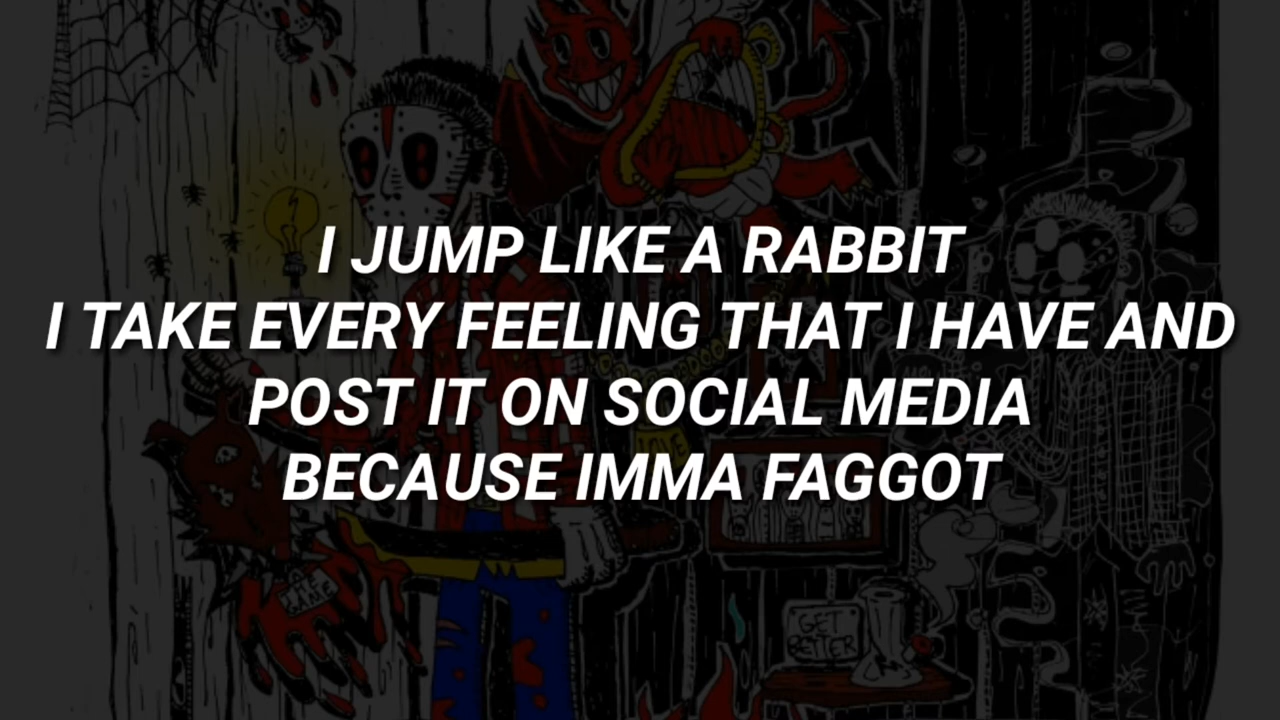 I JUMP LIKE A RABBIT
I TAKE EVERY FEELING THAT I HAVE AND
POST IT ON SOCIAL MEDIA
BECAUSE IMMA FAGGOT
LOVE
GET
BETTER